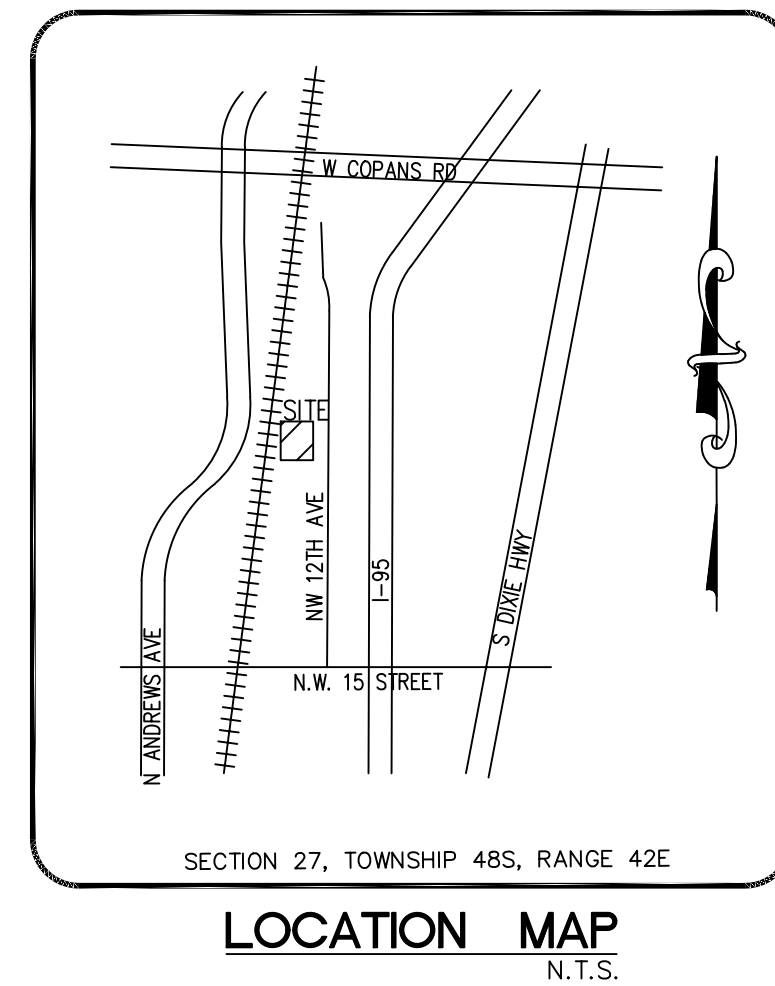 W COPANS RD
SITE
NW 12TH AVE
I-95
S DIXIE HWY
N ANDREWS AVE
N.W. 15 STREET
SECTION 27, TOWNSHIP 48S, RANGE 42E
LOCATION MAP
N.T.S.